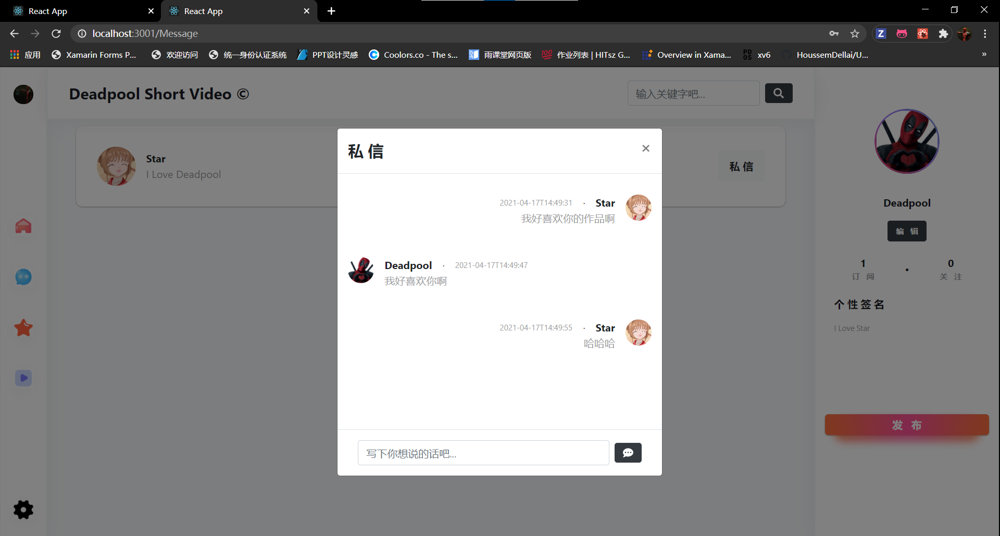 React App
React App
localhost:3001/Message
应用
Xamarin Forms P...
欢迎访问
统一身份认证系统
PPT设计灵感
Coolors.co - The s...
雨课堂网页版
作业列表 | HITsz G...
Overview in Xama...
xv6
HoussemDellai/U...
»
Deadpool Short Video ©
输入关键字吧...
Star
I Love Deadpool
私 信
私 信
2021-04-17T14:49:31 · Star
我好喜欢你的作品啊
Deadpool · 2021-04-17T14:49:47
我好喜欢你啊
2021-04-17T14:49:55 · Star
哈哈哈
写下你想说的话吧...
Deadpool
编 辑
1 • 0
订 阅 关 注
个 性 签 名
I Love Star
发 布